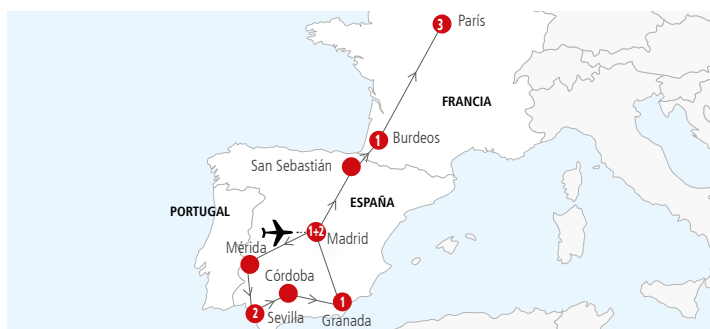 3 París
FRANCIA
1 Burdeos
San Sebastián
ESPAÑA
PORTUGAL
1+2 Madrid
Mérida
Córdoba
2 Sevilla
1 Granada